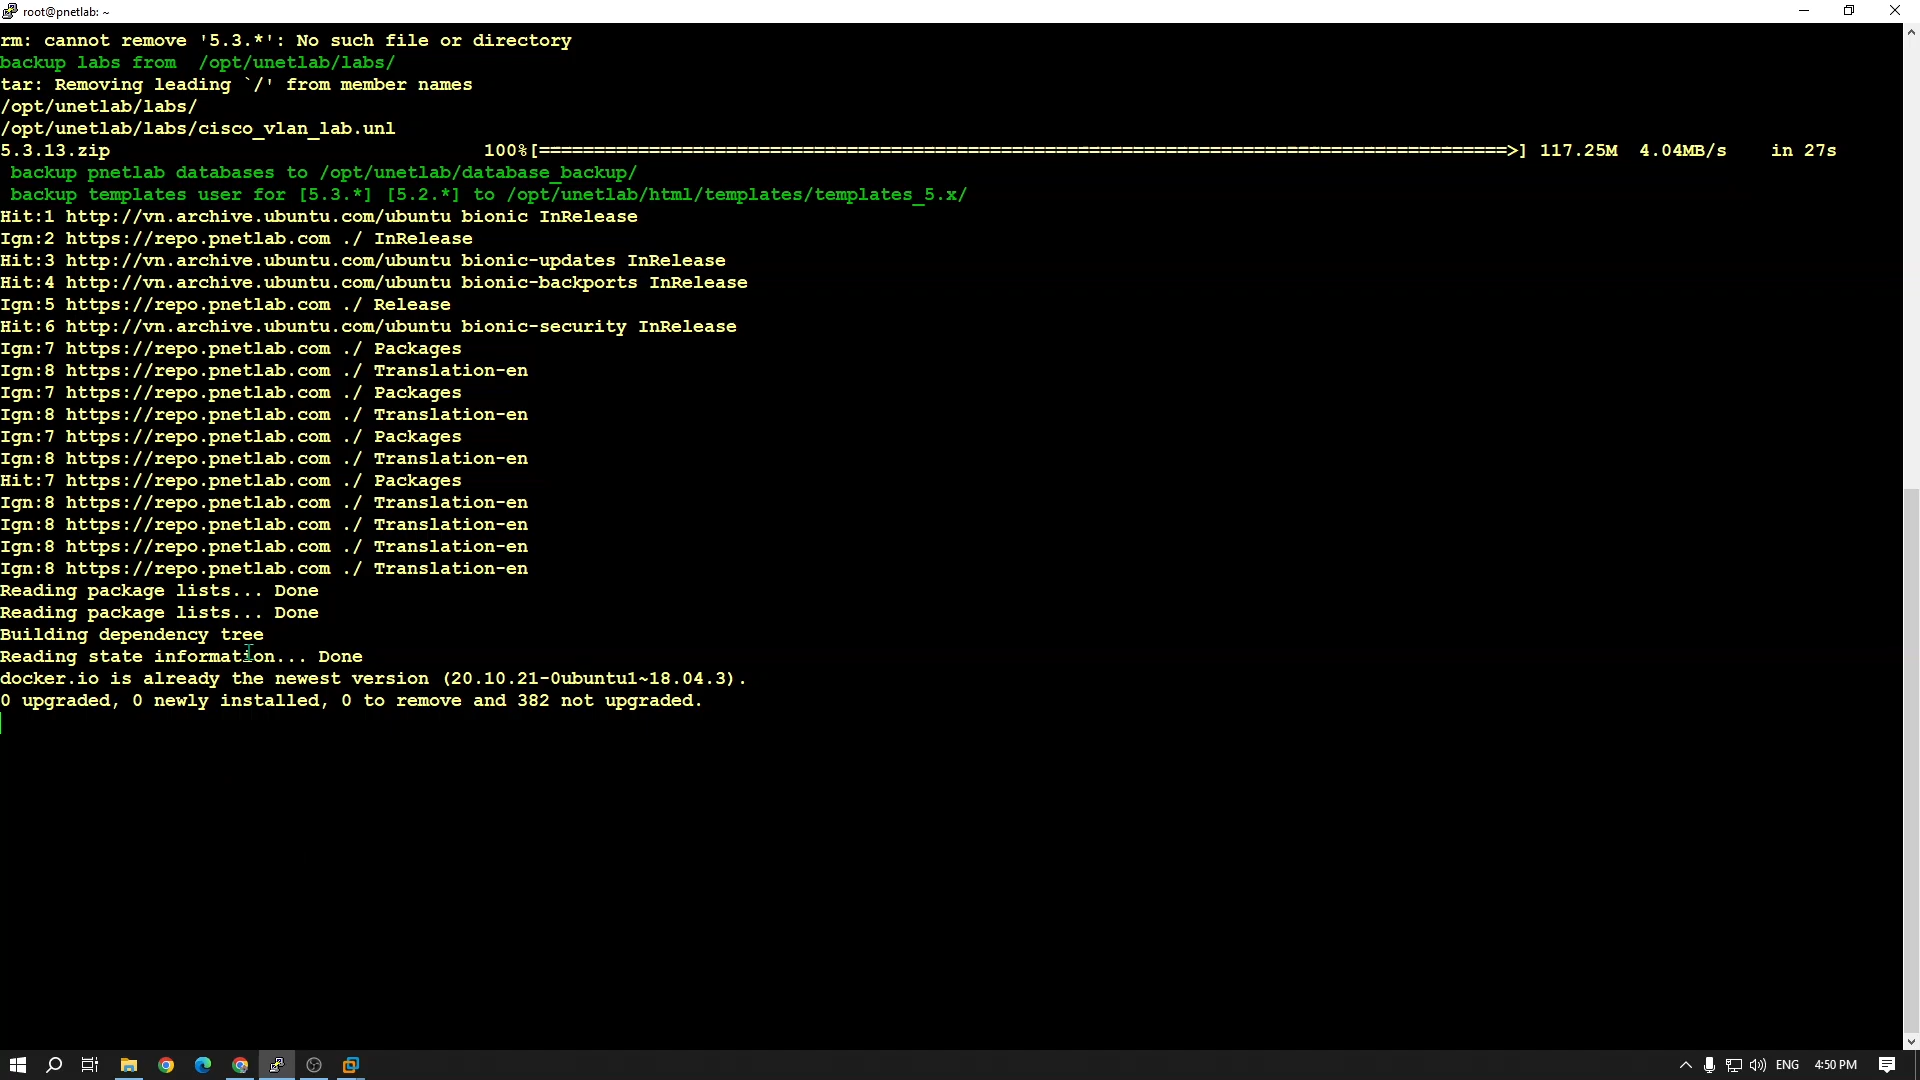 root@pnetlab: ~
rm: cannot remove '5.3.*': No such file or directory
backup labs from  /opt/unetlab/labs/
tar: Removing leading `/' from member names
/opt/unetlab/labs/
/opt/unetlab/labs/cisco_vlan_lab.unl
5.3.13.zip 100%[========================================================================================>] 117.25M 4.04MB/s in 27s
backup pnetlab databases to /opt/unetlab/database_backup/
backup templates user for [5.3.*] [5.2.*] to /opt/unetlab/html/templates/templates_5.x/
Hit:1 http://vn.archive.ubuntu.com/ubuntu bionic InRelease
Ign:2 https://repo.pnetlab.com ./ InRelease
Hit:3 http://vn.archive.ubuntu.com/ubuntu bionic-updates InRelease
Hit:4 http://vn.archive.ubuntu.com/ubuntu bionic-backports InRelease
Ign:5 https://repo.pnetlab.com ./ Release
Hit:6 http://vn.archive.ubuntu.com/ubuntu bionic-security InRelease
Ign:7 https://repo.pnetlab.com ./ Packages
Ign:8 https://repo.pnetlab.com ./ Translation-en
Ign:7 https://repo.pnetlab.com ./ Packages
Ign:8 https://repo.pnetlab.com ./ Translation-en
Ign:7 https://repo.pnetlab.com ./ Packages
Ign:8 https://repo.pnetlab.com ./ Translation-en
Hit:7 https://repo.pnetlab.com ./ Packages
Ign:8 https://repo.pnetlab.com ./ Translation-en
Ign:8 https://repo.pnetlab.com ./ Translation-en
Ign:8 https://repo.pnetlab.com ./ Translation-en
Ign:8 https://repo.pnetlab.com ./ Translation-en
Reading package lists... Done
Reading package lists... Done
Building dependency tree
Reading state information... Done
docker.io is already the newest version (20.10.21-0ubuntu1~18.04.3).
0 upgraded, 0 newly installed, 0 to remove and 382 not upgraded.
ENG 4:50 PM